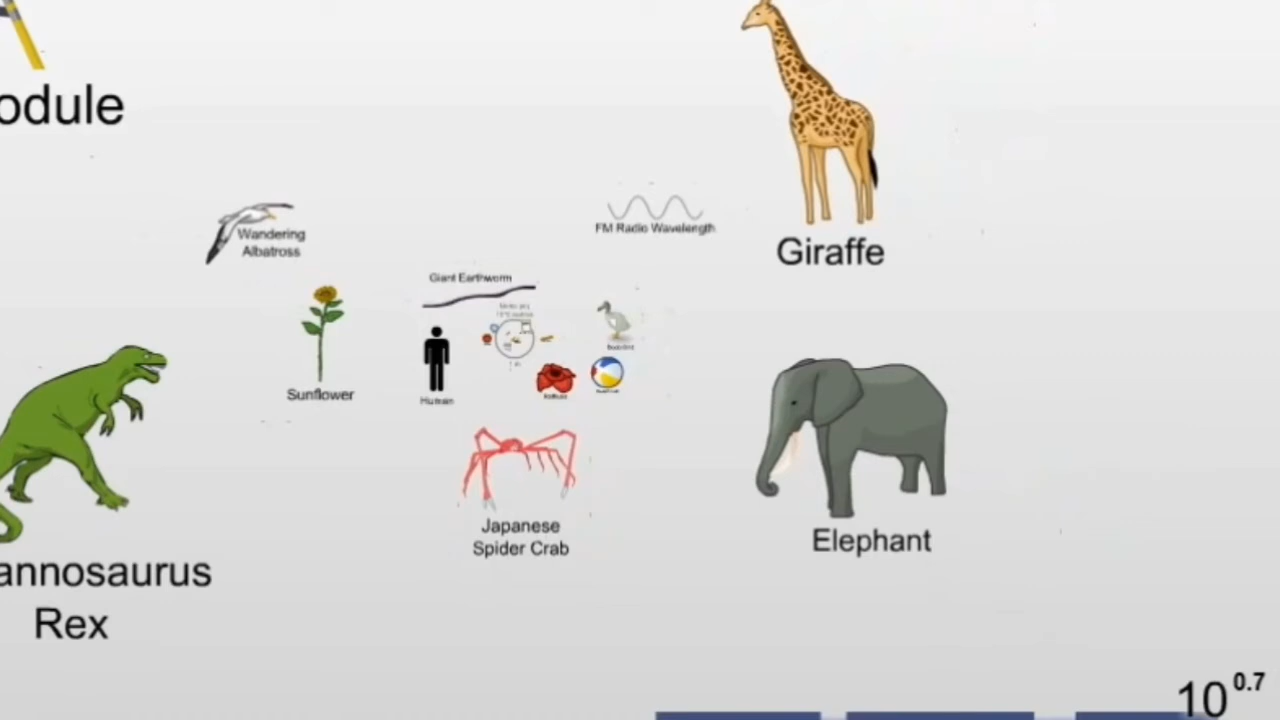 odule
Wandering
Albatross
FM Radio Wavelength
Giraffe
Giant Earthworm
Sunflower
Human
Japanese
Spider Crab
Elephant
annosaurus
Rex
10^0.7